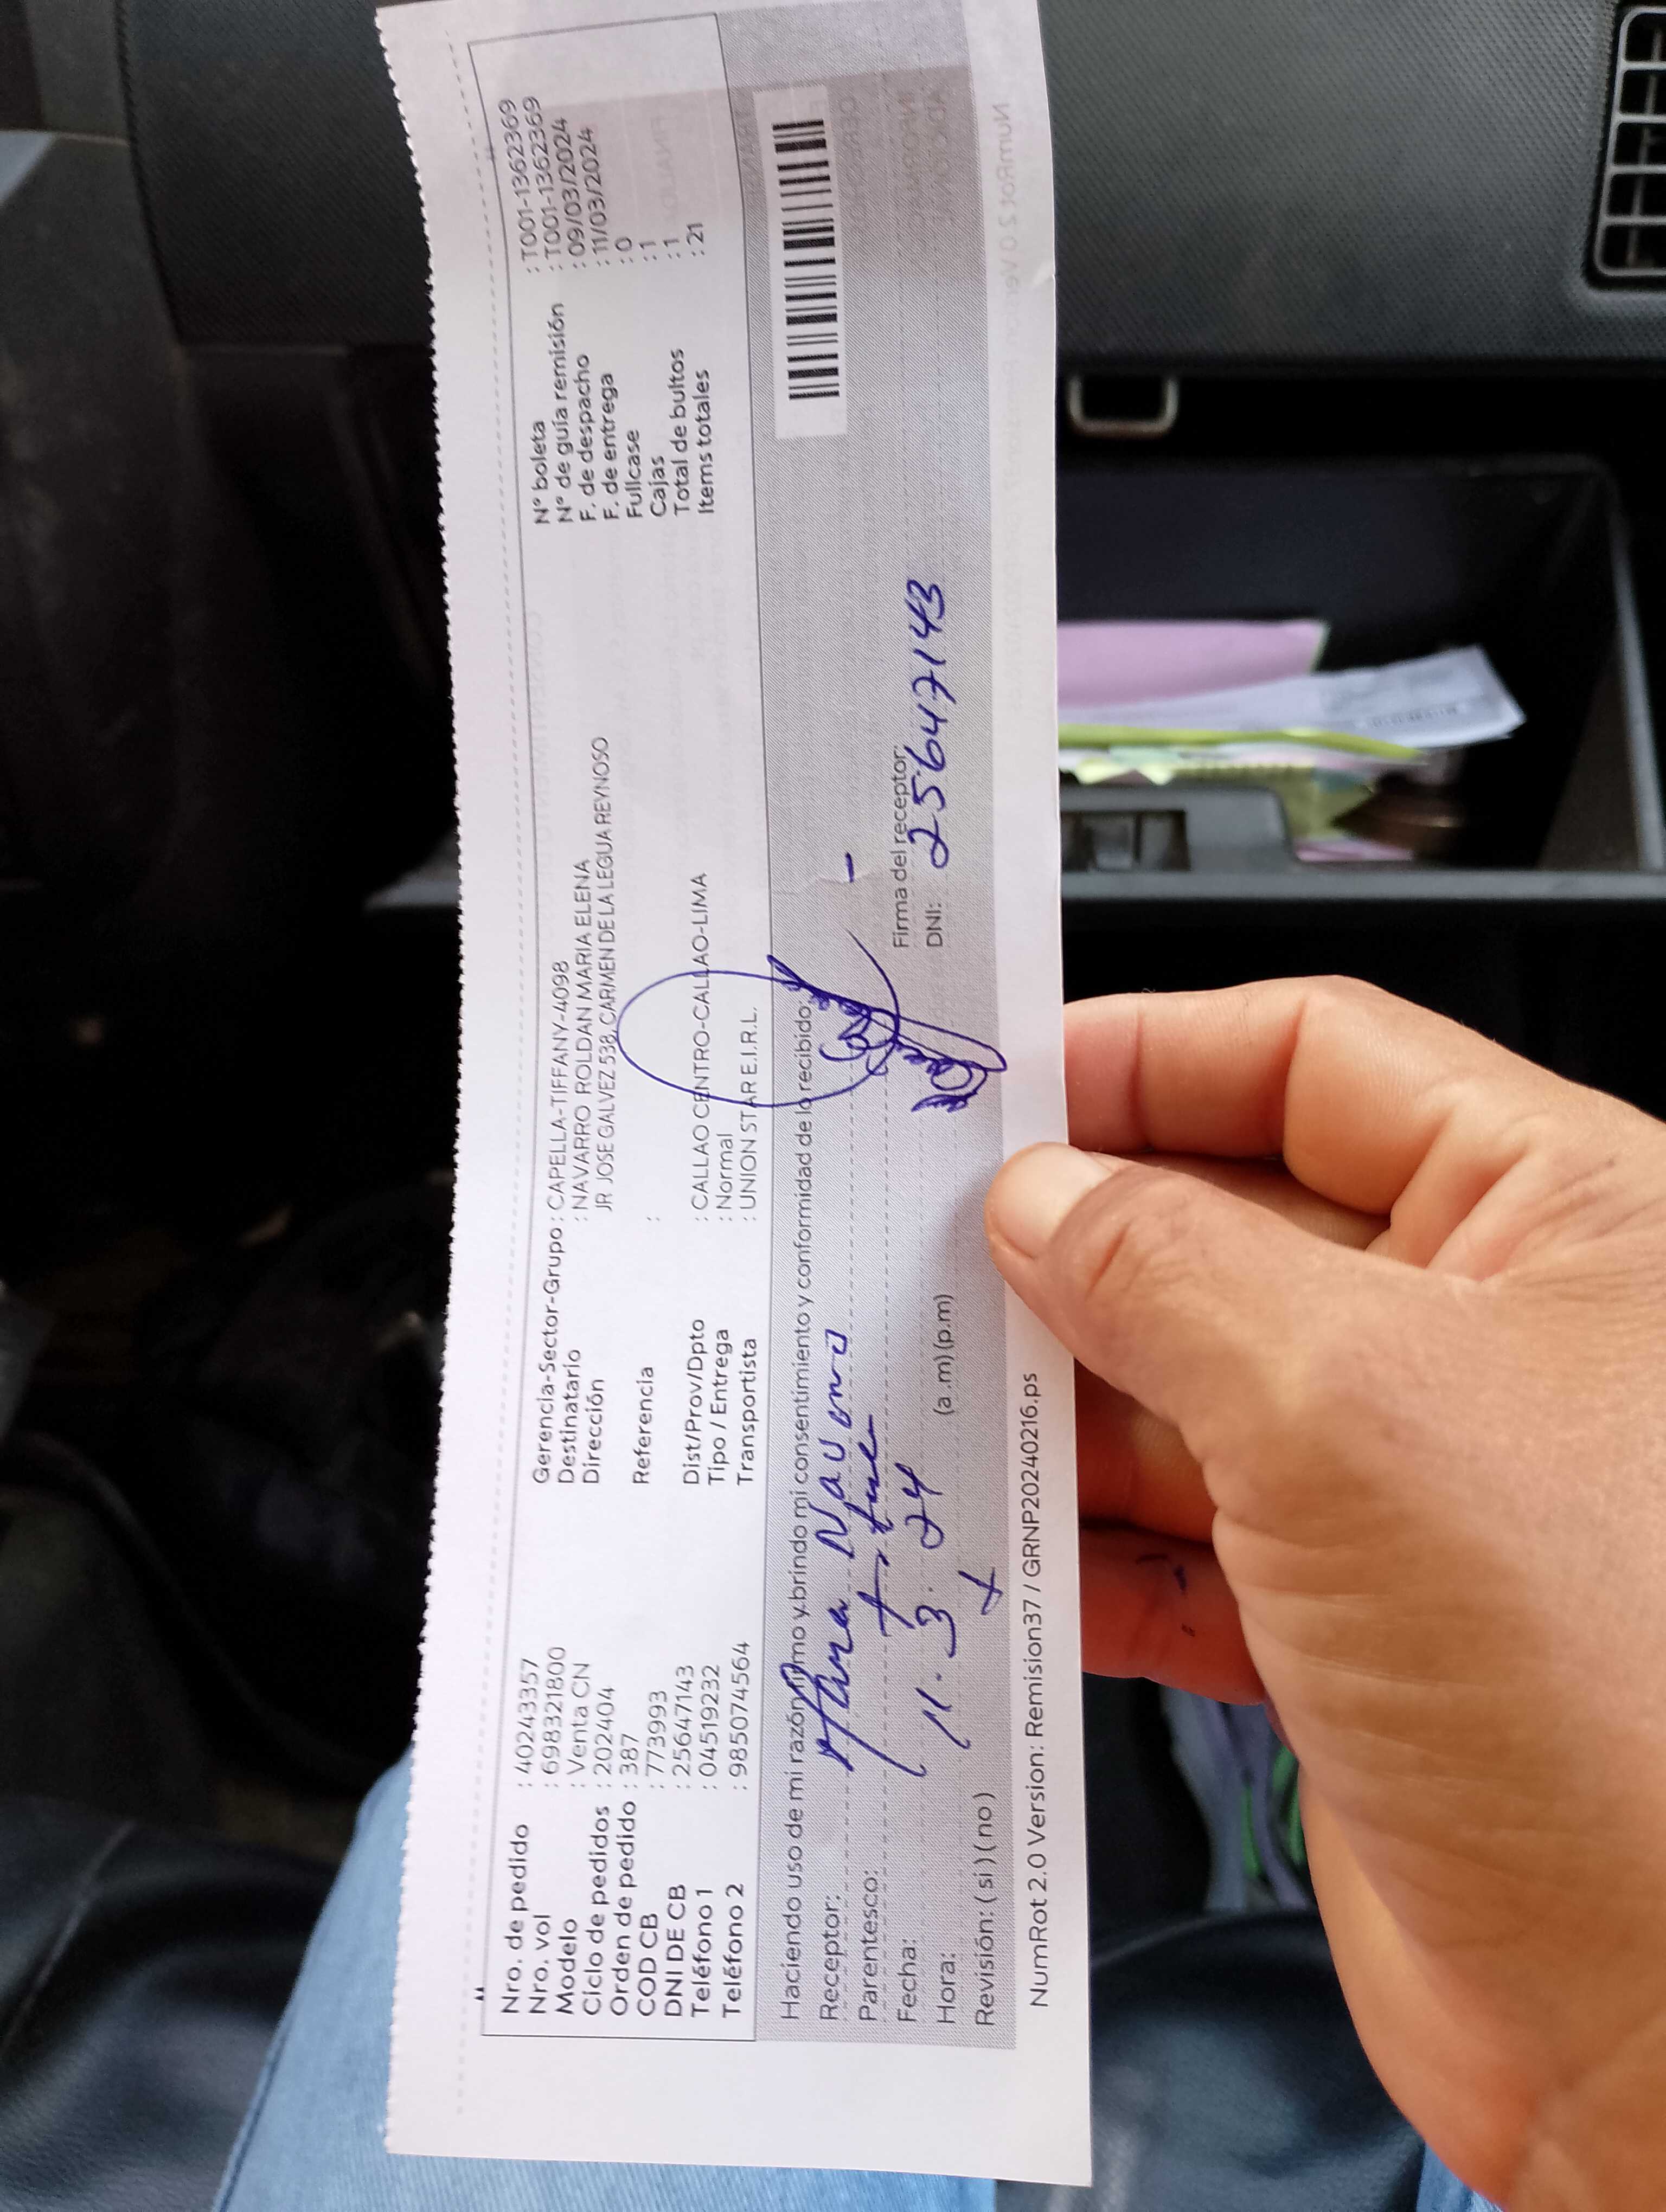 Nro. de pedido : 40243357
Nro. vol : 698321800
Modelo : Venta CN
Ciclo de pedidos : 202404
Orden de pedido : 387
COD CB : 773993
DNI DE CB : 25647143
Teléfono 1 : 04519232
Teléfono 2 : 985074564
Gerencia-Sector-Grupo : CAPELLA-TIFFANY-4098
Destinatario : NAVARRO ROLDAN MARIA ELENA
Dirección JR JOSE GALVEZ 538, CARMEN DE LA LEGUA REYNOSO
Referencia :
Dist/Prov/Dpto : CALLAO CENTRO-CALLAO-LIMA
Tipo / Entrega : Normal
Transportista : UNION STAR E.I.R.L.
N° boleta : T001-1362369
N° de guía remisión : T001-1362369
F. de despacho : 09/03/2024
F. de entrega : 11/03/2024
Fullcase : 0
Cajas : 1
Total de bultos : 1
Items totales : 21
Haciendo uso de mi razón mo y brindo mi consentimiento y conformidad de lo recibido:
Receptor: Navarro
Parentesco:
Fecha: 11.3.24
Hora: (a.m) (p.m)
Revisión: ( si ) ( no )
Firma del receptor:
DNI: 25647143
NumRot 2.0 Version: Remision37 / GRNP20240216.ps